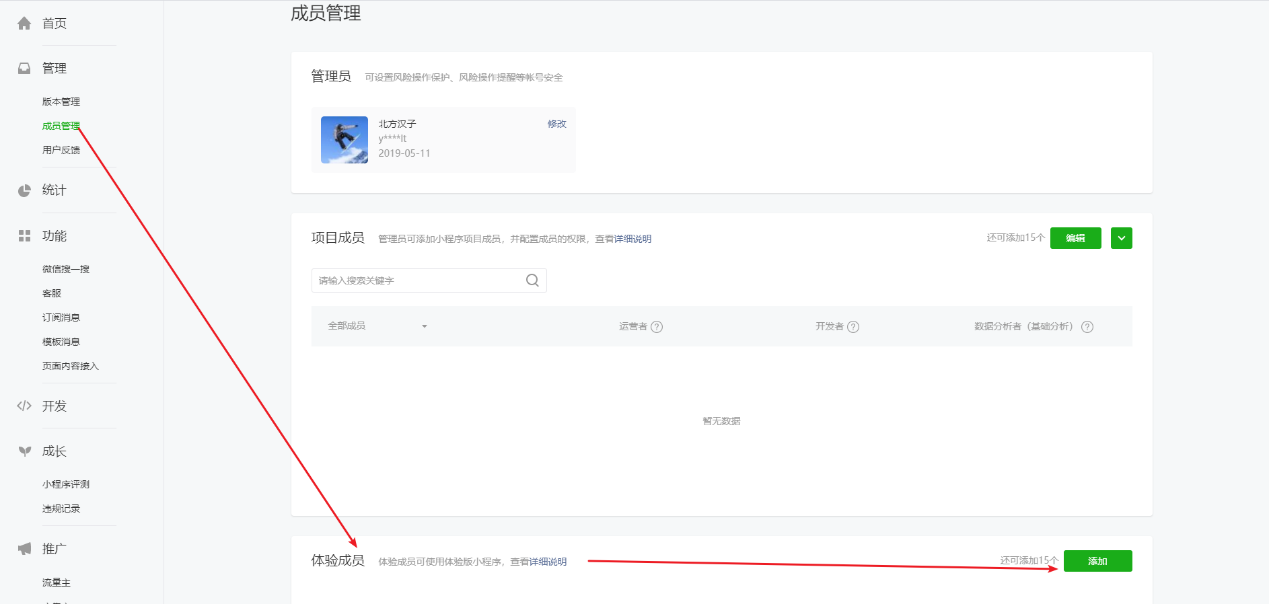 首页
管理
版本管理
成员管理
用户反馈
统计
功能
微信搜一搜
客服
订阅消息
模板消息
页面内容接入
开发
成长
小程序评测
违规记录
推广
流量主
成员管理
管理员 可设置风险操作保护、风险操作提醒等帐号安全
北方汉子 修改
y****lt
2019-05-11
项目成员 管理员可添加小程序项目成员，并配置成员的权限，查看详细说明 还可添加15个 编辑
请输入搜索关键字
全部成员 运营者 ? 开发者 ? 数据分析者（基础分析） ?
暂无数据
体验成员 体验成员可使用体验版小程序，查看详细说明 还可添加15个 添加